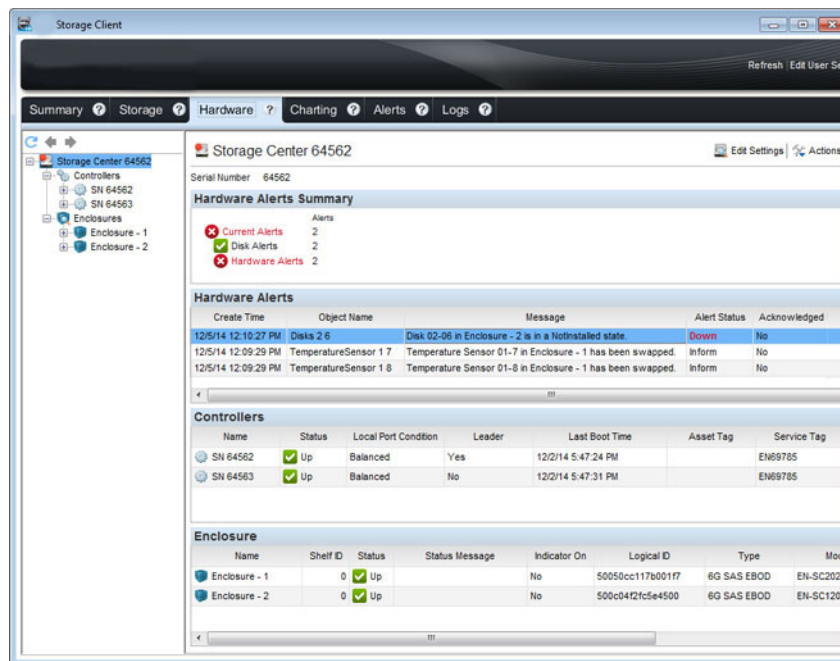 Storage Client
Refresh Edit User Se
Summary ? Storage ? Hardware ? Charting ? Alerts ? Logs ?
Storage Center 64562
Controllers
SN 64562
SN 64563
Enclosures
Enclosure - 1
Enclosure - 2
Storage Center 64562
Edit Settings Actions
Serial Number 64562
Hardware Alerts Summary
Alerts
Current Alerts 2
Disk Alerts 2
Hardware Alerts 2
Hardware Alerts
Create Time Object Name Message Alert Status Acknowledged
12/5/14 12:10:27 PM Disks 2 6 Disk 02-06 in Enclosure - 2 is in a NotInstalled state. Down No
12/5/14 12:09:29 PM TemperatureSensor 1 7 Temperature Sensor 01-7 in Enclosure - 1 has been swapped. Inform No
12/5/14 12:09:29 PM TemperatureSensor 1 8 Temperature Sensor 01-8 in Enclosure - 1 has been swapped. Inform No
Controllers
Name Status Local Port Condition Leader Last Boot Time Asset Tag Service Tag
SN 64562 Up Balanced Yes 12/2/14 5:47:24 PM EN69785
SN 64563 Up Balanced No 12/2/14 5:47:31 PM EN69785
Enclosure
Name Shelf ID Status Status Message Indicator On Logical ID Type Mod
Enclosure - 1 0 Up No 50050cc117b001f7 6G SAS EBOD EN-SC202
Enclosure - 2 0 Up No 500c04f2fc5e4500 6G SAS EBOD EN-SC120